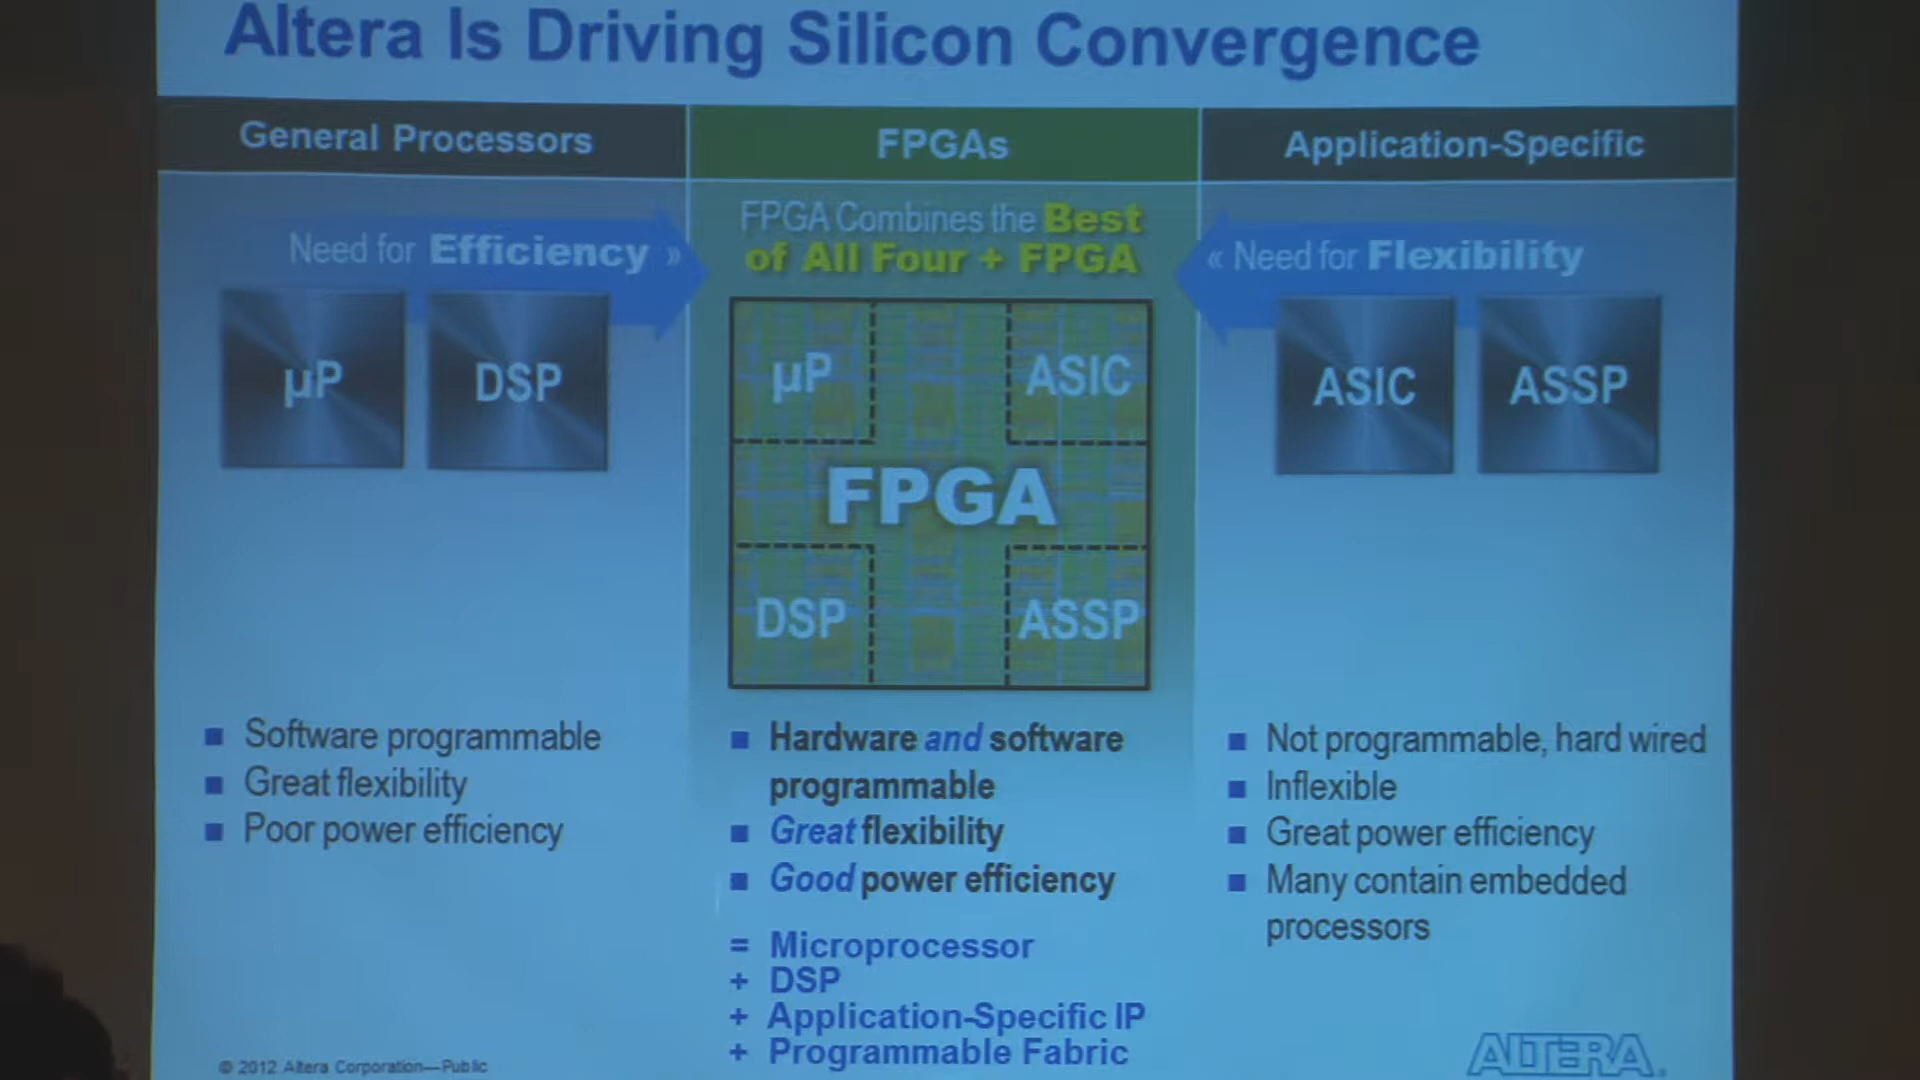 Altera Is Driving Silicon Convergence
General Processors
FPGAs
Application-Specific
Need for Efficiency »
FPGA Combines the Best
of All Four + FPGA
« Need for Flexibility
µP
DSP
µP
ASIC
FPGA
DSP
ASSP
ASIC
ASSP
■ Software programmable
■ Great flexibility
■ Poor power efficiency
■ Hardware and software
programmable
■ Great flexibility
■ Good power efficiency
= Microprocessor
+ DSP
+ Application-Specific IP
+ Programmable Fabric
■ Not programmable, hard wired
■ Inflexible
■ Great power efficiency
■ Many contain embedded
processors
© 2012 Altera Corporation—Public
ALTERA®